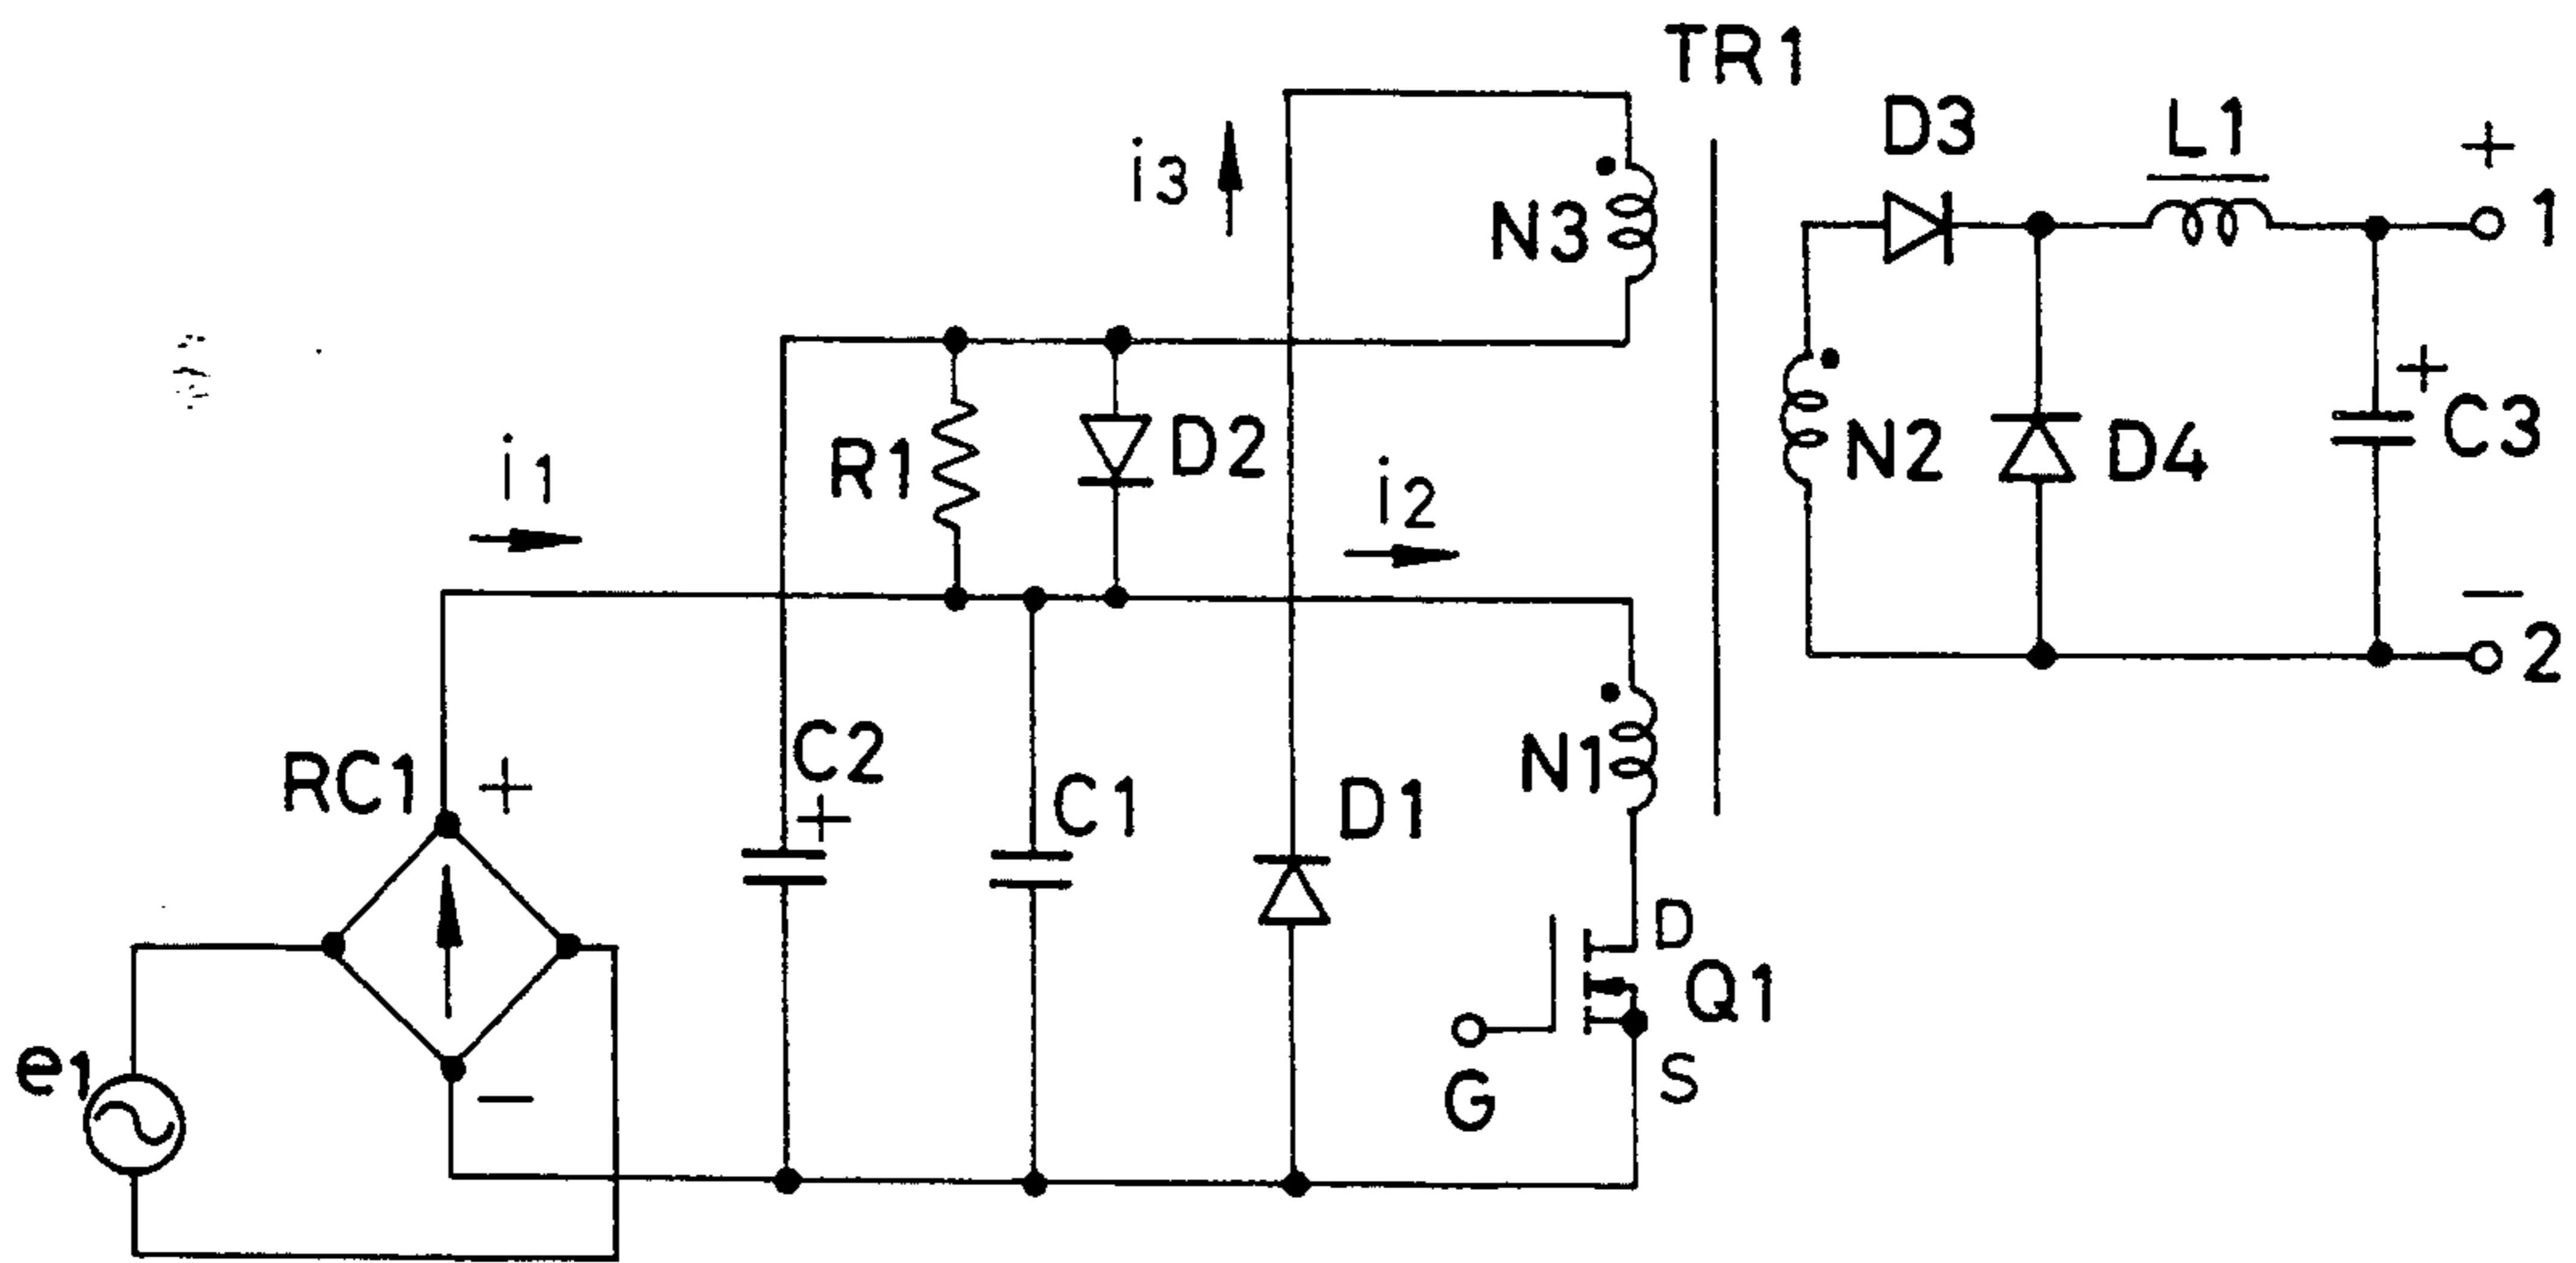 TR1
D3
L1
+
1
i3
N3
i1
R1
D2
i2
N2
D4
+
C3
−
2
RC1
+
C2
+
C1
D1
N1
D
Q1
S
G
e1
−